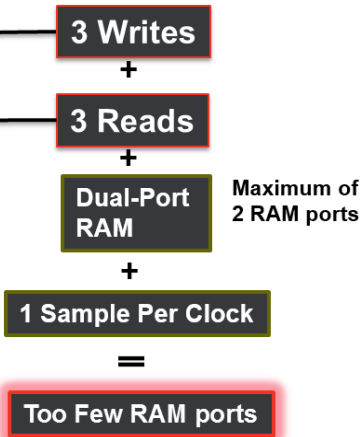 3 Writes
+
3 Reads
+
Dual-Port
RAM
Maximum of
2 RAM ports
+
1 Sample Per Clock
=
Too Few RAM ports